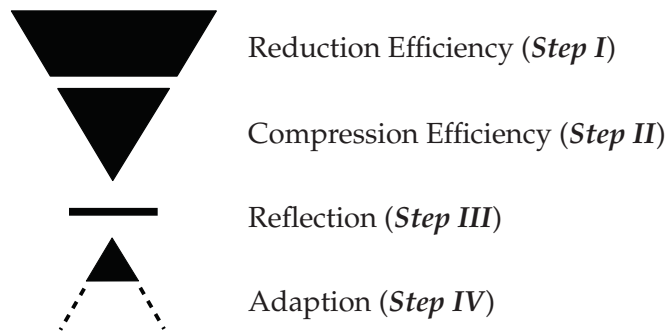 Reduction Efficiency (Step I)
Compression Efficiency (Step II)
Reflection (Step III)
Adaption (Step IV)